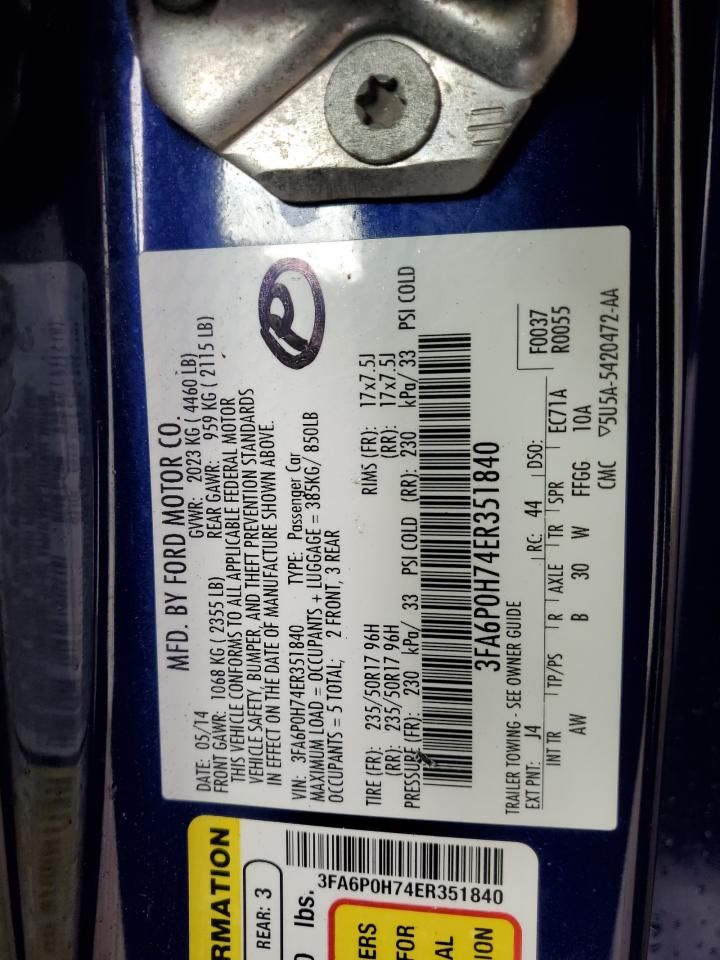 MFD. BY FORD MOTOR CO.
DATE: 05/14 GVWR: 2023 KG ( 4460 LB)
FRONT GAWR: 1068 KG ( 2355 LB) REAR GAWR: 959 KG ( 2115 LB)
THIS VEHICLE CONFORMS TO ALL APPLICABLE FEDERAL MOTOR
VEHICLE SAFETY, BUMPER, AND THEFT PREVENTION STANDARDS
IN EFFECT ON THE DATE OF MANUFACTURE SHOWN ABOVE.
VIN: 3FA6P0H74ER351840 TYPE: Passenger Car
MAXIMUM LOAD = OCCUPANTS + LUGGAGE = 385KG/ 850LB
OCCUPANTS = 5 TOTAL; 2 FRONT, 3 REAR
TIRE (FR): 235/50R17 96H RIMS (FR): 17x7.5J
(RR): 235/50R17 96H (RR): 17x7.5J
PRESSURE (FR): 230 kPa/ 33 PSI COLD (RR): 230 kPa/ 33 PSI COLD
3FA6P0H74ER351840
TRAILER TOWING - SEE OWNER GUIDE
F0037
EXT PNT: J4 RC: 44 DSO: R0055
INT TR TP/PS R AXLE TR SPR EC71A
AW B 30 W FFGG 10A
CMC 5U5A-5420472-AA
RMATION
REAR: 3
lbs.
3FA6P0H74ER351840
ERS
FOR
AL
ION